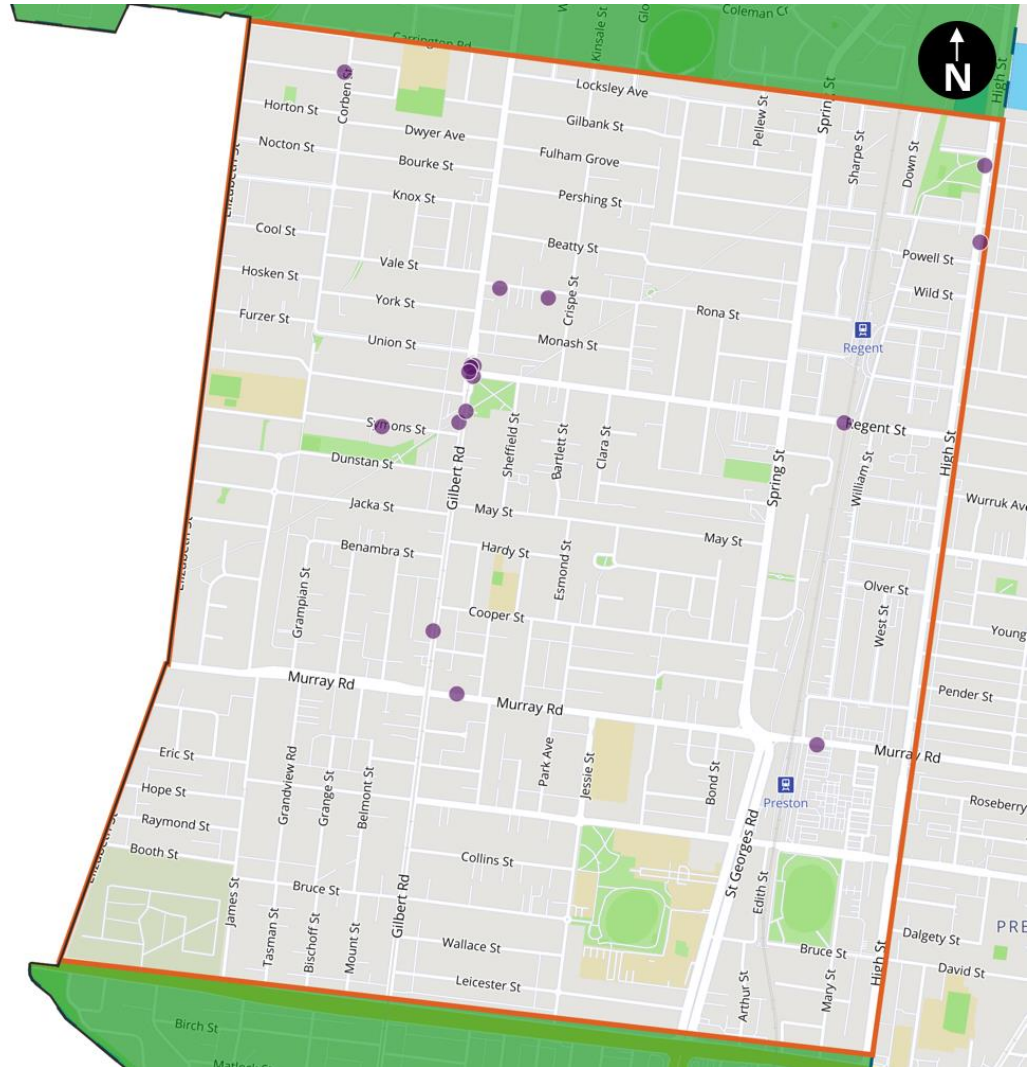 Coleman Cr
Carrington Rd
Kinsale St
High St
N
Locksley Ave
Corben St
Horton St
Dwyer Ave
Gilbank St
Pellew St
Spring St
Sharpe St
Down St
Nocton St
Bourke St
Fulham Grove
Elizabeth St
Knox St
Pershing St
Cool St
Beatty St
Powell St
Vale St
Hosken St
Wild St
York St
Crispe St
Rona St
Furzer St
Union St
Monash St
Regent
Symons St
Regent St
Sheffield St
Bartlett St
Clara St
High St
Dunstan St
Gilbert Rd
Spring St
William St
Jacka St
May St
Wurruk Av
May St
Benambra St
Hardy St
Esmond St
Elizabeth St
Grampian St
Olver St
Cooper St
West St
Young
Murray Rd
Pender St
Murray Rd
Murray Rd
Eric St
Grandview Rd
Grange St
Belmont St
Park Ave
Jessie St
Bond St
Preston
Hope St
Roseberry
Raymond St
St Georges Rd
Elizabeth St
Booth St
Collins St
James St
Bruce St
Gilbert Rd
Edith St
Tasman St
Bischoff St
Mount St
Wallace St
Bruce St
High St
Dalgety St
PRE
David St
Leicester St
Arthur St
Mary St
Birch St